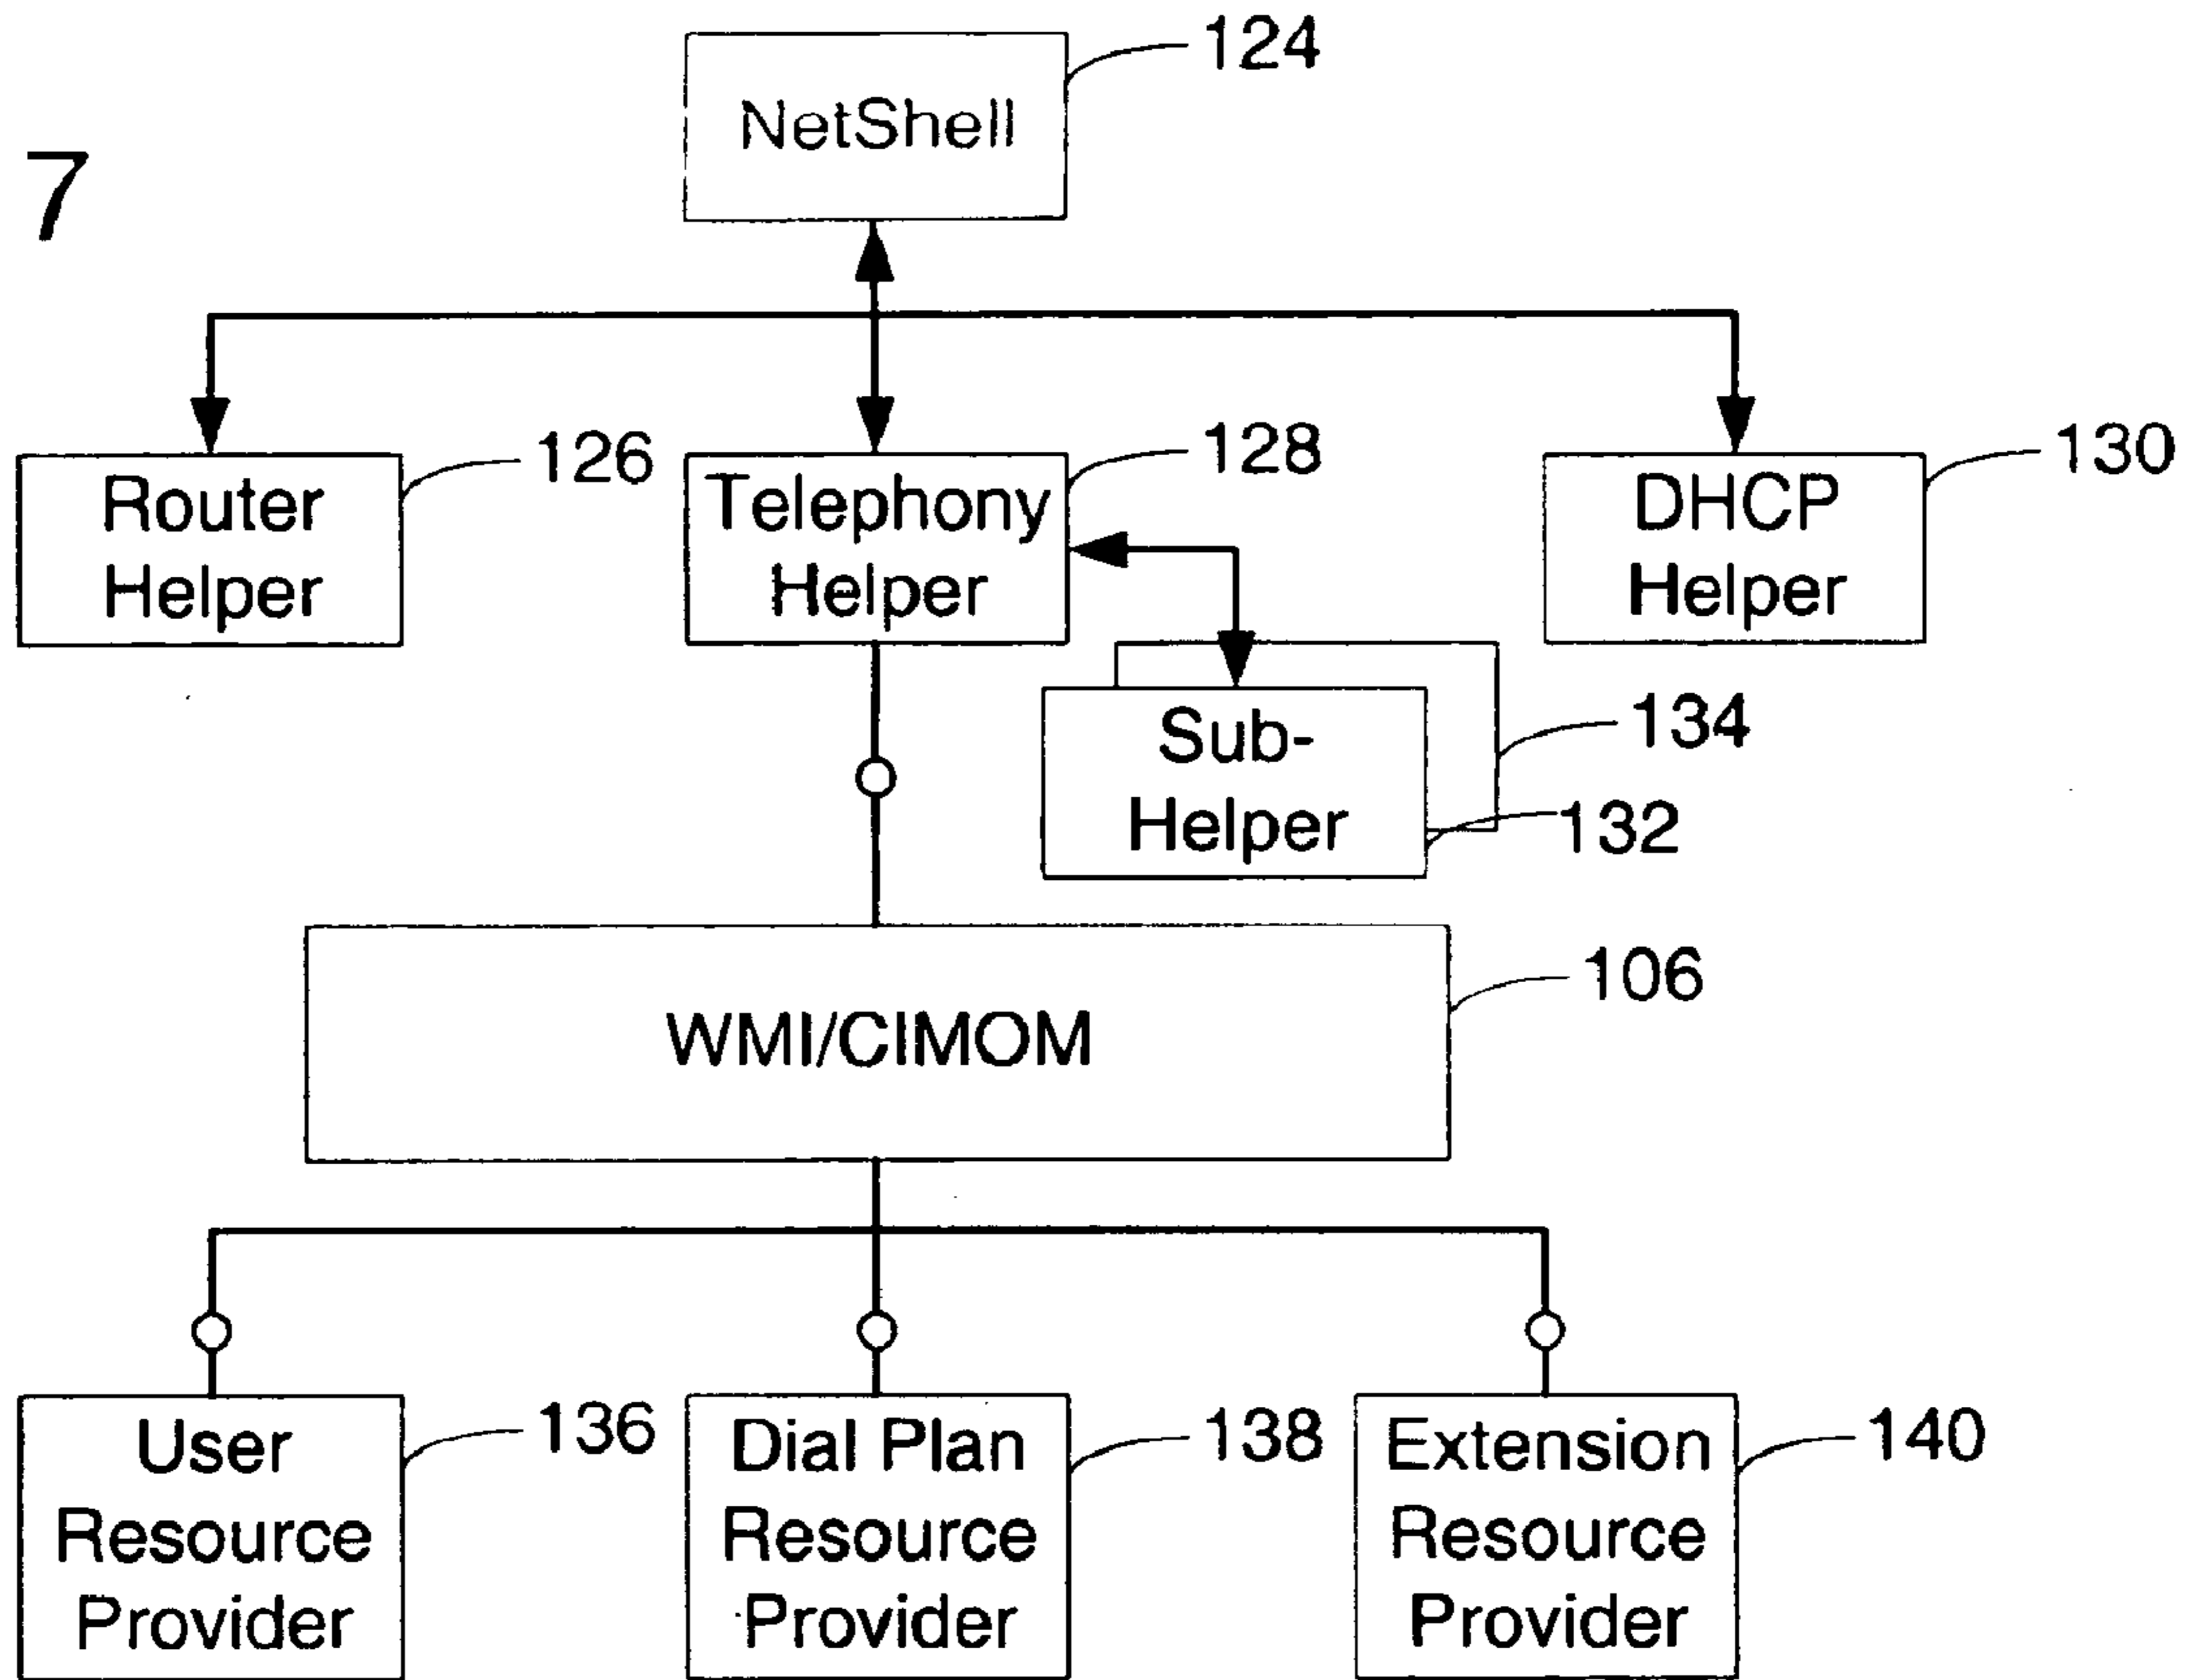 124
NetShell
7
126
128
130
Router
Helper
Telephony
Helper
DHCP
Helper
134
Sub-
Helper
132
106
WMI/CIMOM
136
138
140
User
Resource
Provider
Dial Plan
Resource
Provider
Extension
Resource
Provider